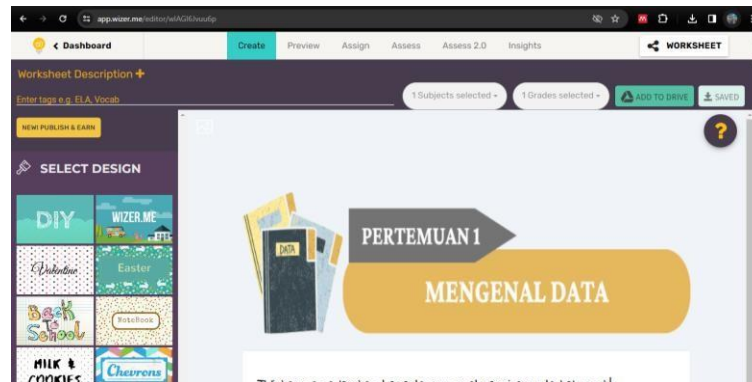 app.wizer.me/editor/
< Dashboard
Create Preview Assign Assess Assess 2.0 Insights
WORKSHEET
Worksheet Description +
Enter tags e.g. ELA, Vocab
1 Subjects selected
1 Grades selected
ADD TO DRIVE
SAVED
NEW! PUBLISH & EARN
?
SELECT DESIGN
DIY
WIZER.ME
Valentine
Easter
Back to School
Notebook
MILK &
COOKIES
Chevrons
DATA
PERTEMUAN 1
MENGENAL DATA